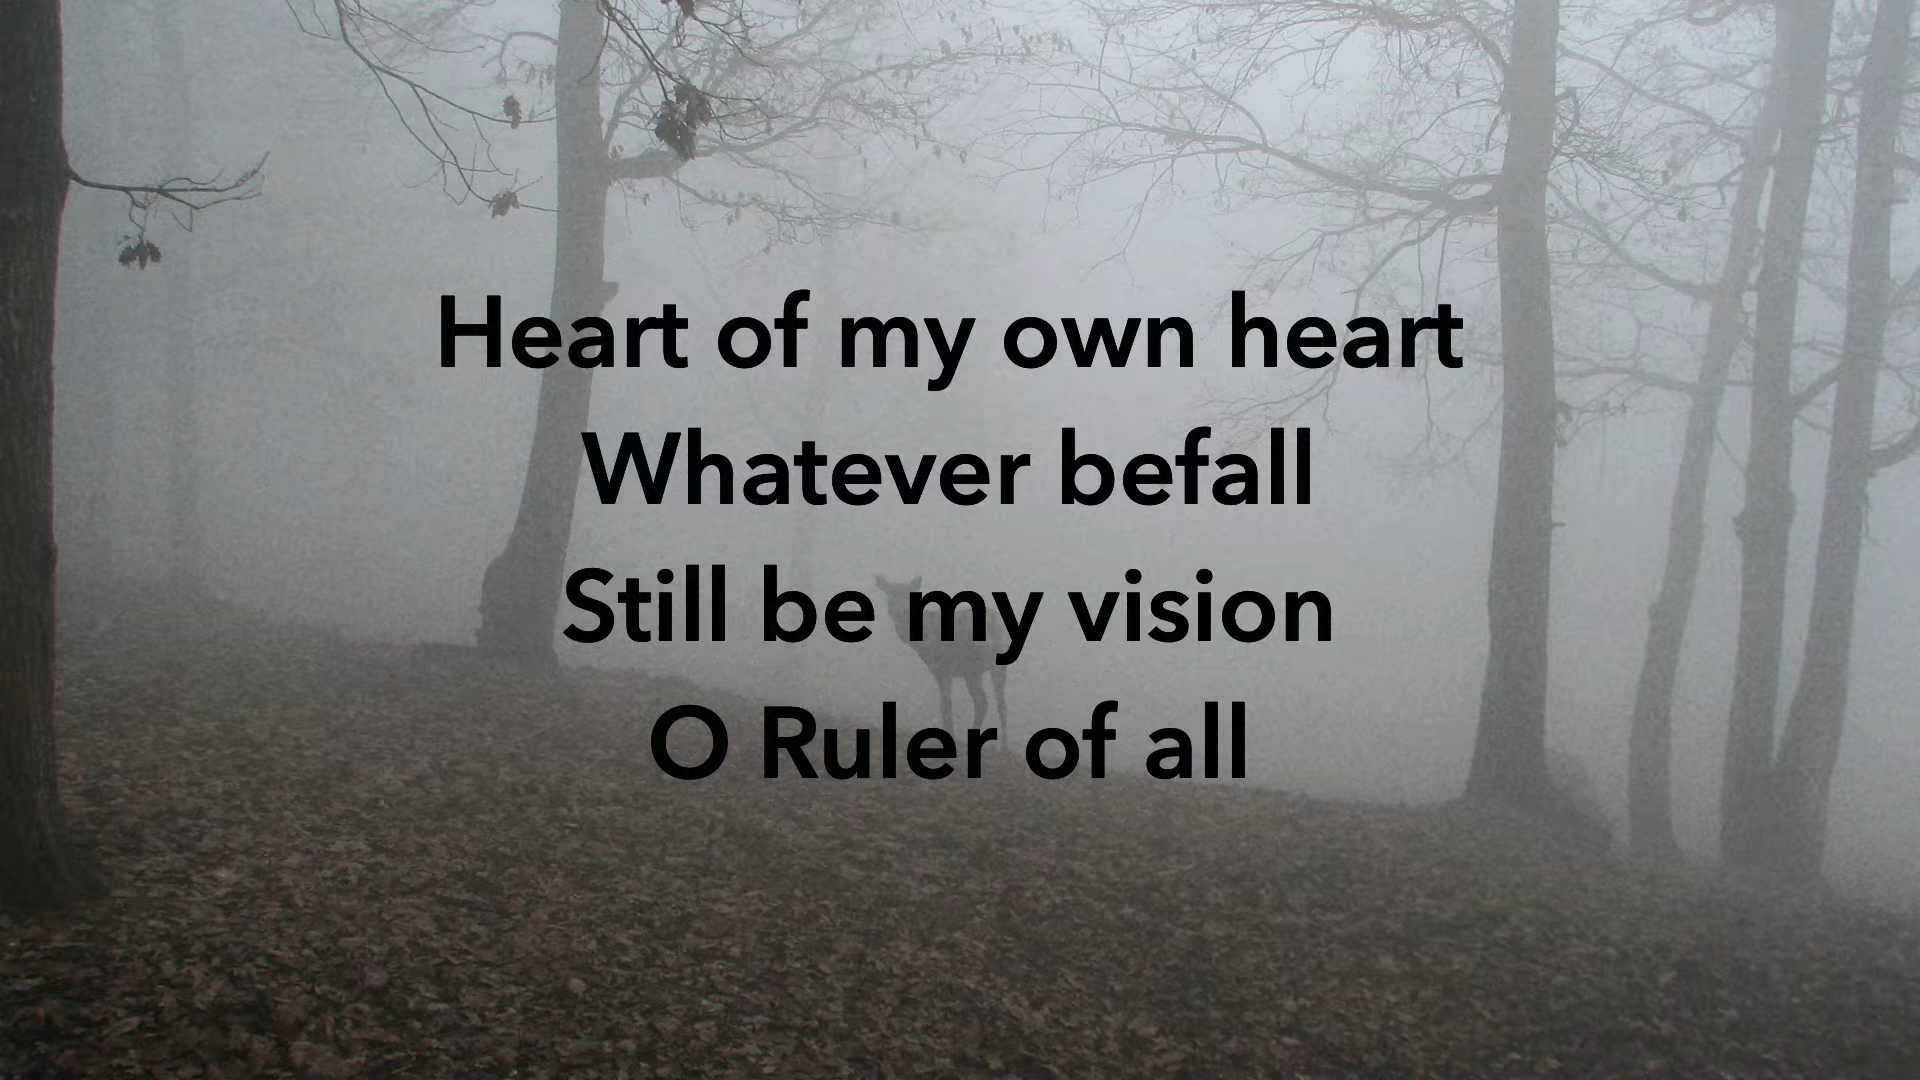 Heart of my own heart
Whatever befall
Still be my vision
O Ruler of all